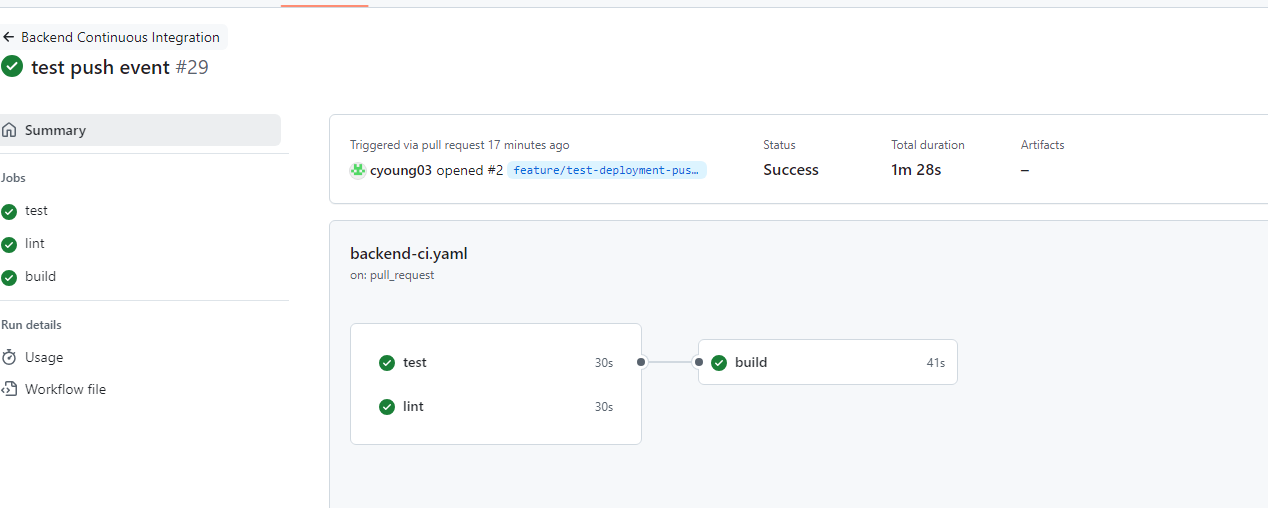 Backend Continuous Integration
test push event #29
Summary
Jobs
test
lint
build
Run details
Usage
Workflow file
Triggered via pull request 17 minutes ago
cyoung03 opened #2 feature/test-deployment-pus…
Status
Success
Total duration
1m 28s
Artifacts
–
backend-ci.yaml
on: pull_request
test 30s
lint 30s
build 41s